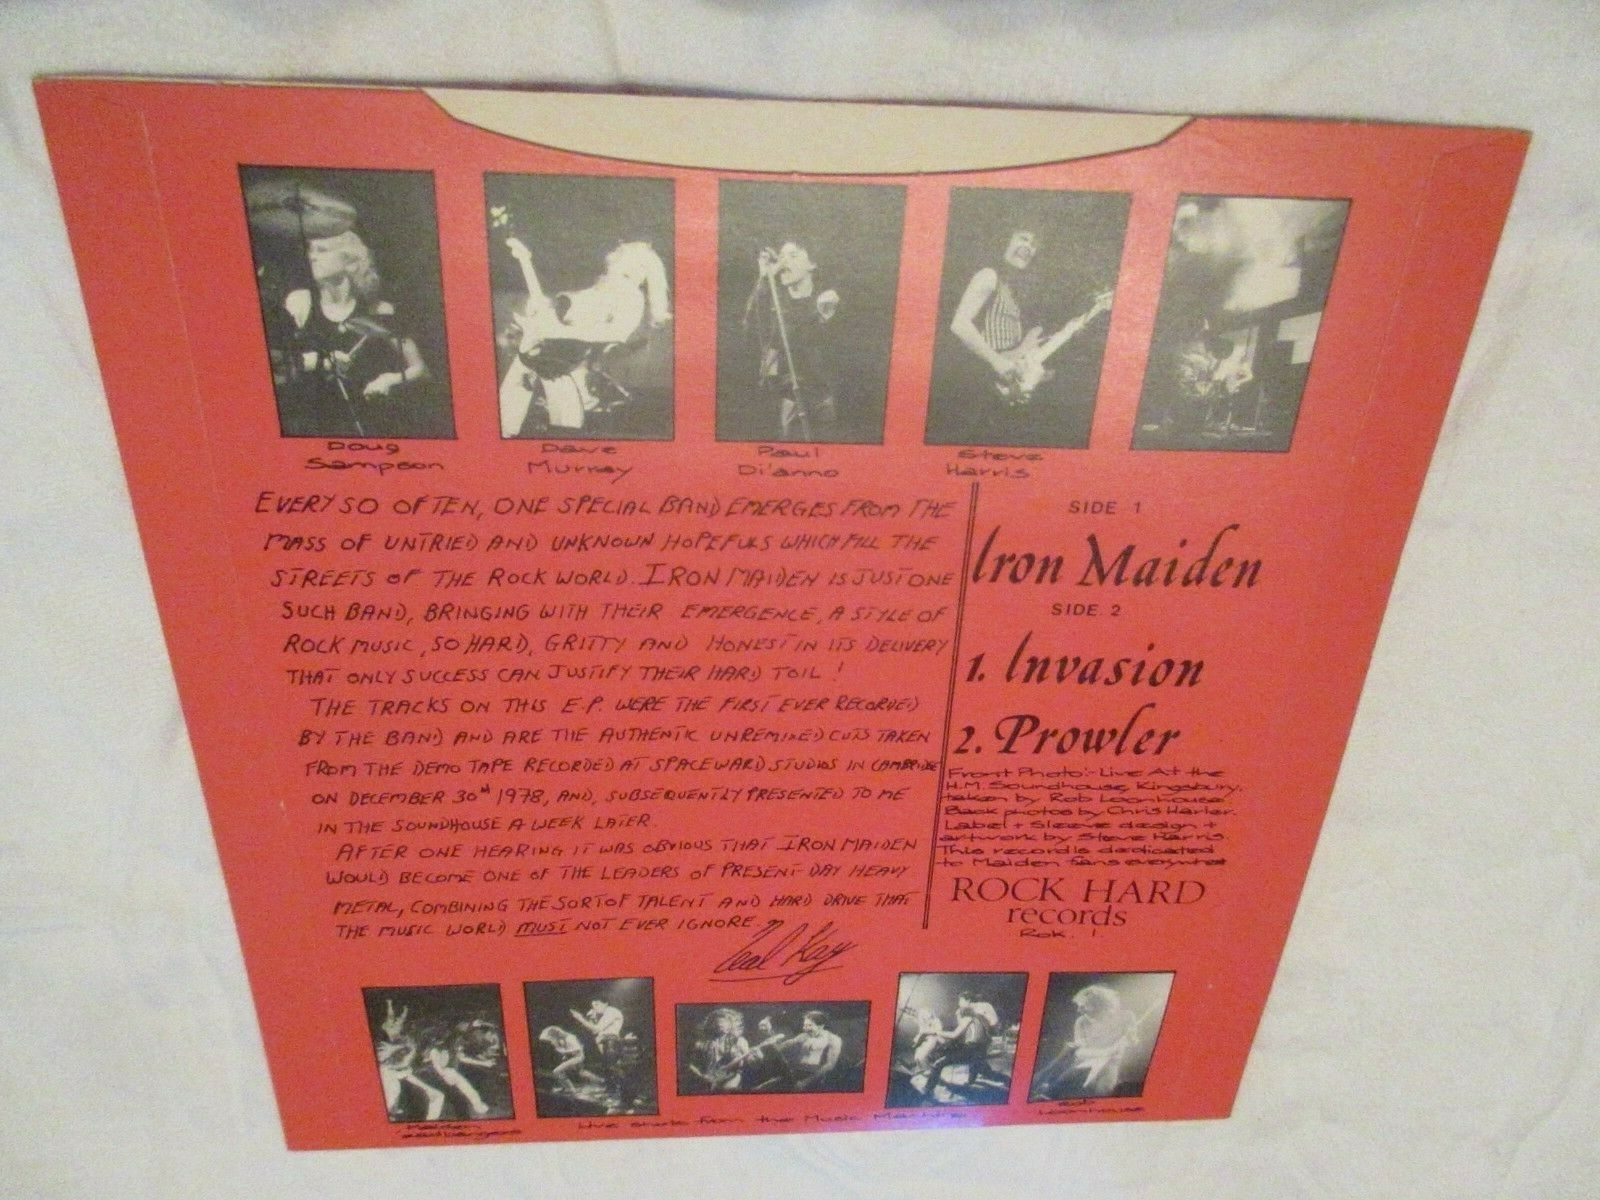 Doug
Sampson
Dave
Murray
Paul
Di'anno
Steve
Harris
EVERY SO OFTEN, ONE SPECIAL BAND EMERGES FROM THE
MASS OF UNTRIED AND UNKNOWN HOPEFULS WHICH FILL THE
STREETS OF THE ROCK WORLD. IRON MAIDEN IS JUST ONE
SUCH BAND, BRINGING WITH THEIR EMERGENCE, A STYLE OF
ROCK MUSIC, SO HARD, GRITTY AND HONEST IN ITS DELIVERY
THAT ONLY SUCCESS CAN JUSTIFY THEIR HARD TOIL!
THE TRACKS ON THIS E.P. WERE THE FIRST EVER RECORDED
BY THE BAND AND ARE THE AUTHENTIC UNREMIXED CUTS TAKEN
FROM THE DEMO TAPE RECORDED AT SPACEWARD STUDIOS IN CAMBRIDGE
ON DECEMBER 30th 1978, AND, SUBSEQUENTLY PRESENTED TO ME
IN THE SOUNDHOUSE A WEEK LATER.
AFTER ONE HEARING IT WAS OBVIOUS THAT IRON MAIDEN
WOULD BECOME ONE OF THE LEADERS OF PRESENT-DAY HEAVY
METAL, COMBINING THE SORT OF TALENT AND HARD DRIVE THAT
THE MUSIC WORLD MUST NOT EVER IGNORE."
Neal Kay
SIDE 1
Iron Maiden
SIDE. 2
1. Invasion
2. Prowler
Front Photo:- Live At the
H.M. Soundhouse, Kingsbury.
taken by Rob Loonhouse.
Back photos by Chris Harler.
Label + Sleeve design +
artwork by Steve Harris.
This record is dedicated
to Maiden fans everywhere
ROCK HARD
records
Rok. 1.
Maiden
Headbangers
Live shots from the Music Machine
Rob
Loonhouse